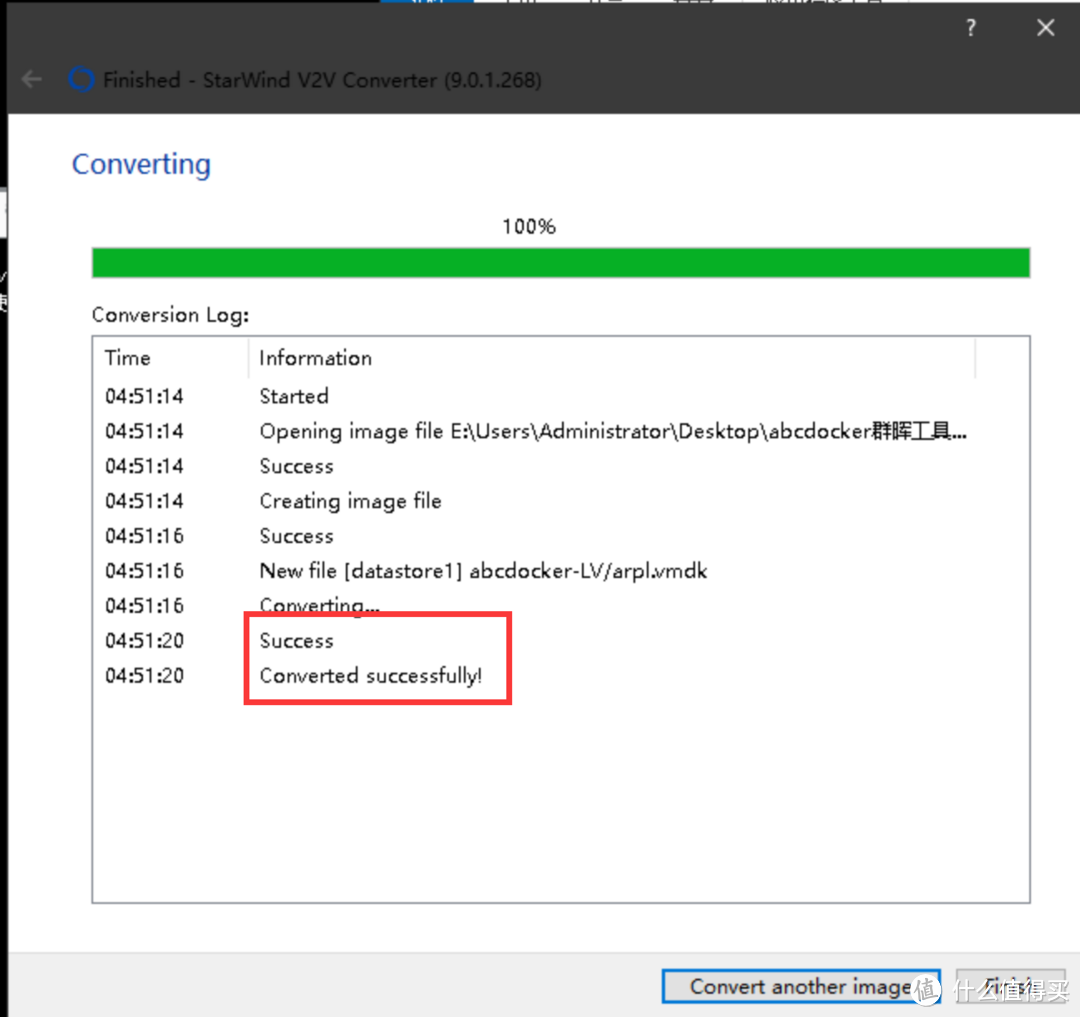 ?
Finished - StarWind V2V Converter (9.0.1.268)
Converting
100%
Conversion Log:
Time Information
04:51:14 Started
04:51:14 Opening image file E:\Users\Administrator\Desktop\abcdocker群晖工具...
04:51:14 Success
04:51:14 Creating image file
04:51:16 Success
04:51:16 New file [datastore1] abcdocker-LV/arpl.vmdk
04:51:16 Converting...
04:51:20 Success
04:51:20 Converted successfully!
Convert another image Finish
值 什么值得买